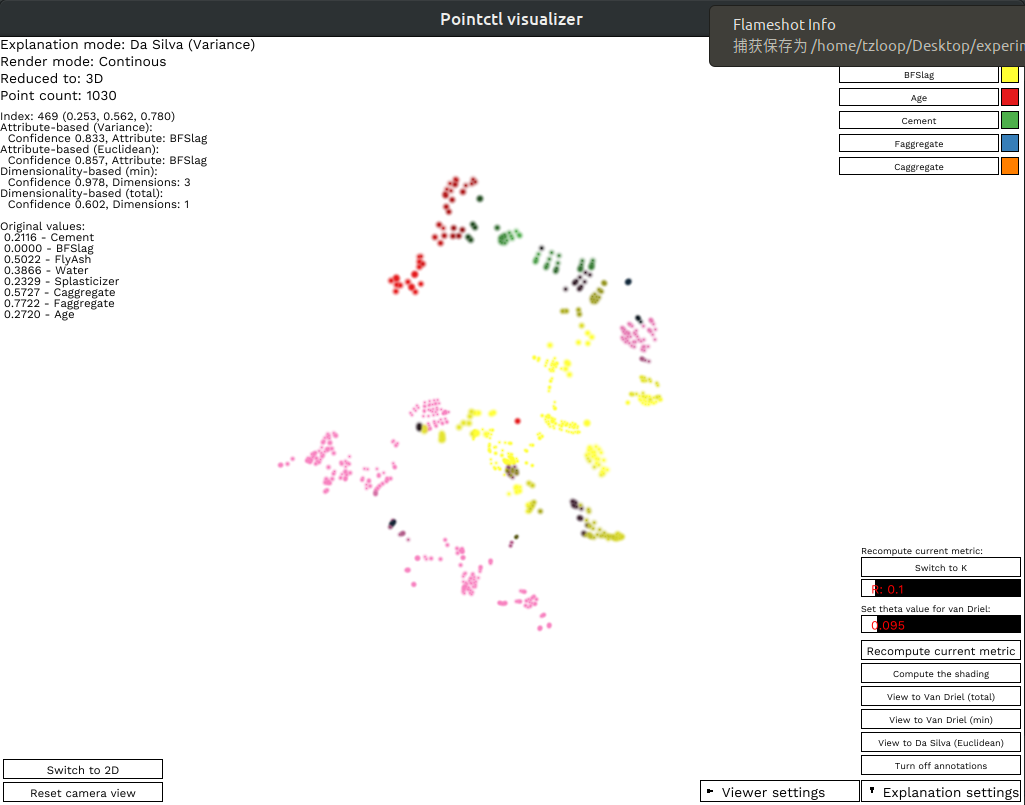 Pointctl visualizer
Flameshot Info
捕获保存为 /home/tzloop/Desktop/experim
Explanation mode: Da Silva (Variance)
Render mode: Continous
Reduced to: 3D
Point count: 1030
Index: 469 (0.253, 0.562, 0.780)
Attribute-based (Variance):
Confidence 0.833, Attribute: BFSlag
Attribute-based (Euclidean):
Confidence 0.857, Attribute: BFSlag
Dimensionality-based (min):
Confidence 0.978, Dimensions: 3
Dimensionality-based (total):
Confidence 0.602, Dimensions: 1
Original values:
0.2116 - Cement
0.0000 - BFSlag
0.5022 - FlyAsh
0.3866 - Water
0.2329 - Splasticizer
0.5727 - Caggregate
0.7722 - Faggregate
0.2720 - Age
BFSlag
Age
Cement
Faggregate
Caggregate
Recompute current metric:
Switch to K
R: 0.1
Set theta value for van Driel:
0.095
Recompute current metric
Compute the shading
View to Van Driel (total)
View to Van Driel (min)
View to Da Silva (Euclidean)
Turn off annotations
Switch to 2D
Reset camera view
Viewer settings
Explanation settings